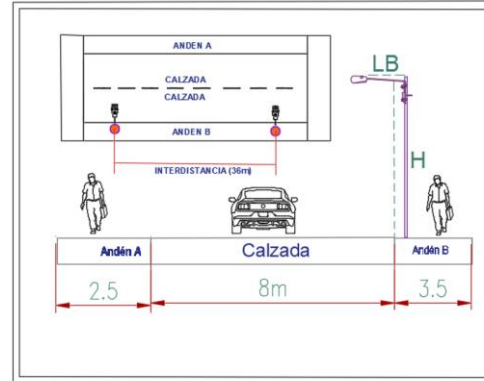 ANDEN A
CALZADA
CALZADA
ANDEN B
INTERDISTANCIA (36m)
LB
H
Andén A
Calzada
Andén B
2.5
8m
3.5